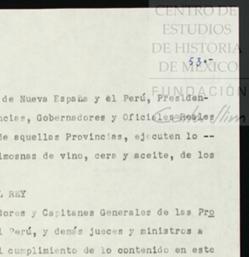 CENTRO DE
ESTUDIOS
DE HISTORIA
DE MÉXICO
53.-
FUNDACIÓN
de Nueva España y él Perú, Presiden-
ncias, Gobernadores y Oficiales Reales
de aquellas Provincias, ejecuten lo --
imosnas de vino, cera y aceite, de los
L REY
dores y Capitanes Generales de las Pro
l Perú, y demás jueces y ministros a
l cumplimiento de lo contenido en este